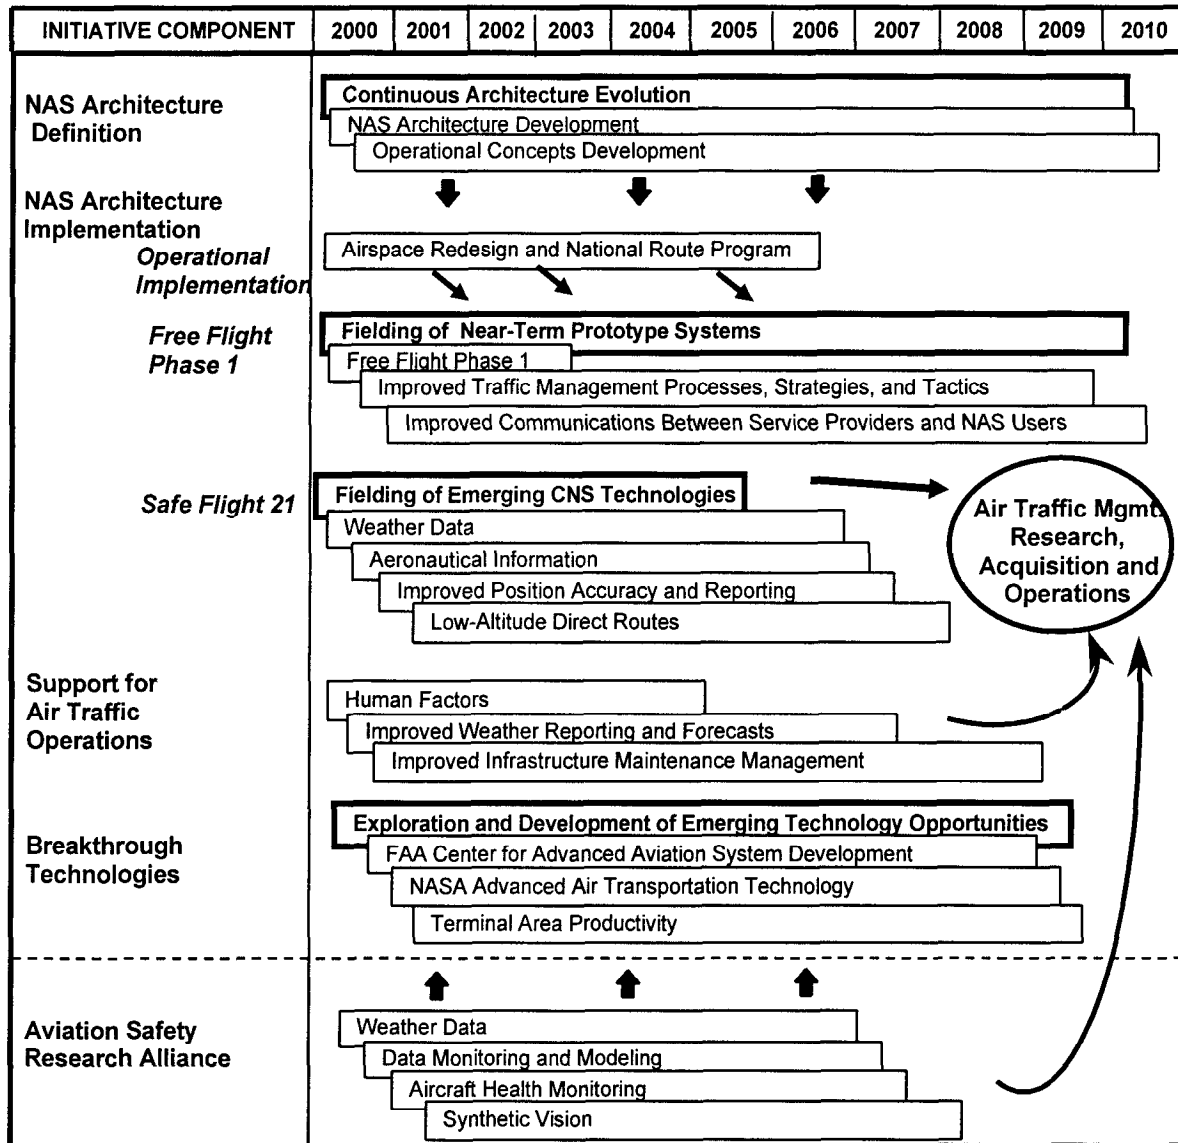 INITIATIVE COMPONENT 2000 2001 2002 2003 2004 2005 2006 2007 2008 2009 2010
NAS Architecture
Definition
Continuous Architecture Evolution
NAS Architecture Development
Operational Concepts Development
NAS Architecture
Implementation
Operational
Implementation
Airspace Redesign and National Route Program
Free Flight
Phase 1
Fielding of Near-Term Prototype Systems
Free Flight Phase 1
Improved Traffic Management Processes, Strategies, and Tactics
Improved Communications Between Service Providers and NAS Users
Safe Flight 21
Fielding of Emerging CNS Technologies
Weather Data
Aeronautical Information
Improved Position Accuracy and Reporting
Low-Altitude Direct Routes
Air Traffic Mgmt.
Research,
Acquisition and
Operations
Support for
Air Traffic
Operations
Human Factors
Improved Weather Reporting and Forecasts
Improved Infrastructure Maintenance Management
Breakthrough
Technologies
Exploration and Development of Emerging Technology Opportunities
FAA Center for Advanced Aviation System Development
NASA Advanced Air Transportation Technology
Terminal Area Productivity
Aviation Safety
Research Alliance
Weather Data
Data Monitoring and Modeling
Aircraft Health Monitoring
Synthetic Vision